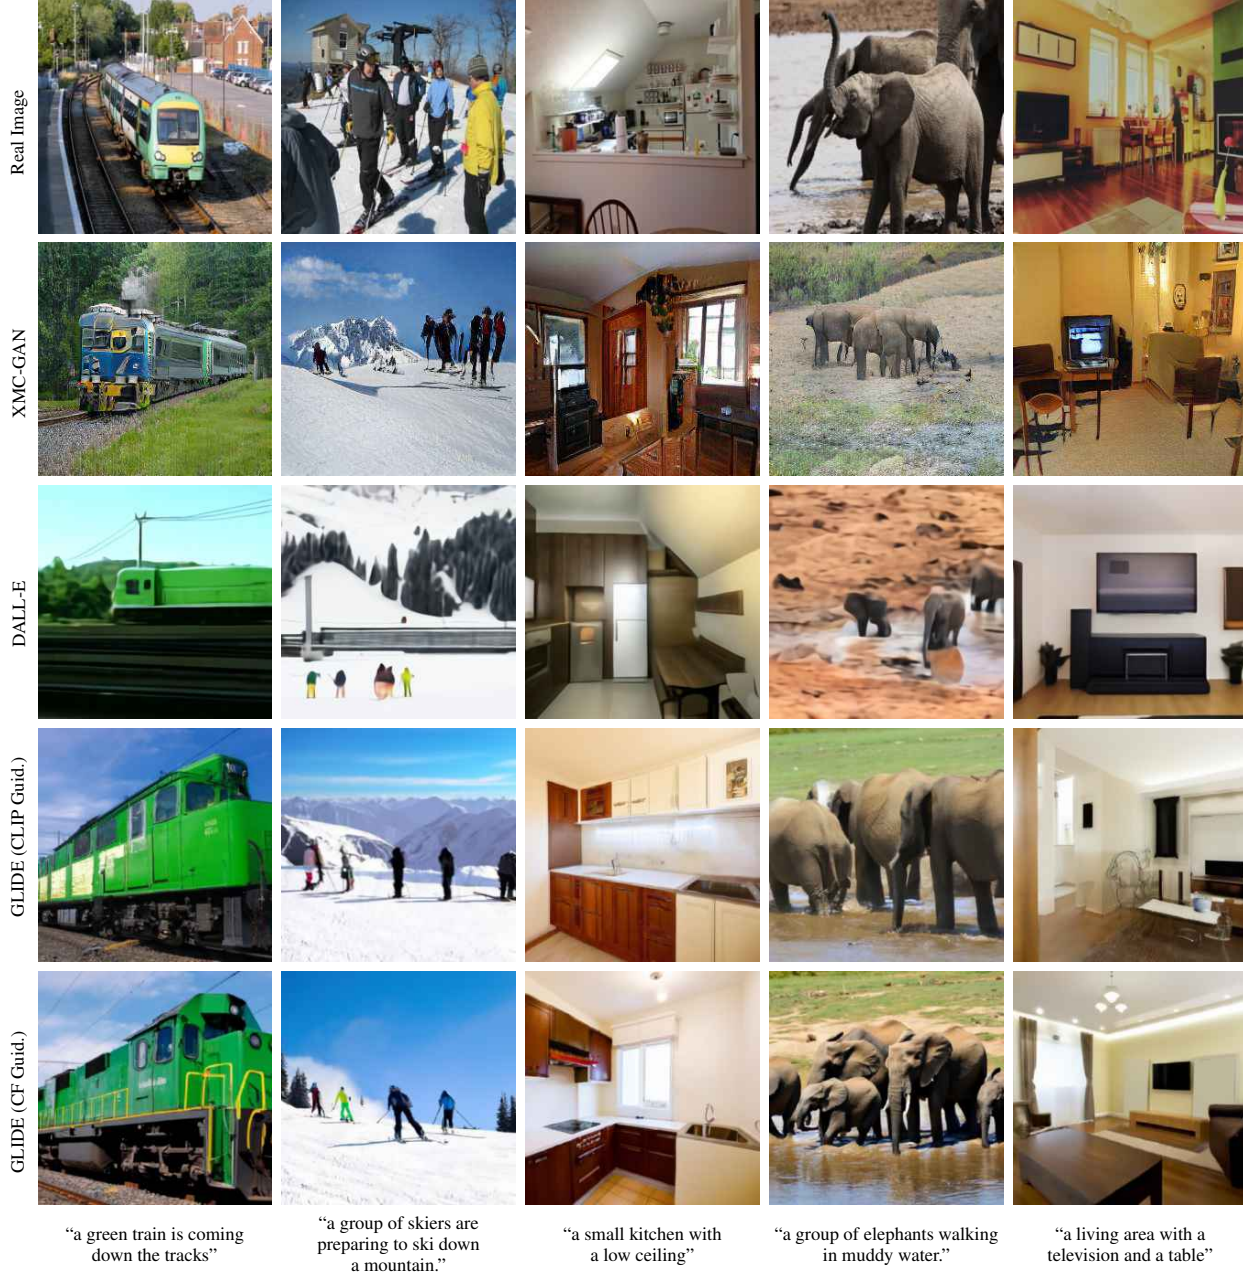 Real Image
XMC-GAN
DALL-E
GLIDE (CLIP Guid.)
GLIDE (CF Guid.)
“a green train is coming
down the tracks”
“a group of skiers are
preparing to ski down
a mountain.”
“a small kitchen with
a low ceiling”
“a group of elephants walking
in muddy water.”
“a living area with a
television and a table”